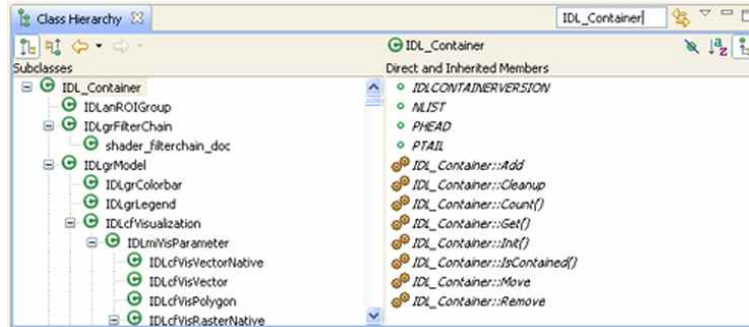 Class Hierarchy
IDL_Container
IDL_Container
Subclasses
Direct and Inherited Members
IDL_Container
IDLanROIGroup
IDLgrFilterChain
shader_filterchain_doc
IDLgrModel
IDLgrColorbar
IDLgrLegend
IDLcfVisualization
IDLmiVisParameter
IDLcfVisVectorNative
IDLcfVisVector
IDLcfVisPolygon
IDLcfVisRasterNative
IDLCONTAINERVERSION
NLIST
PHEAD
PTAIL
IDL_Container::Add
IDL_Container::Cleanup
IDL_Container::Count()
IDL_Container::Get()
IDL_Container::Init()
IDL_Container::IsContained()
IDL_Container::Move
IDL_Container::Remove